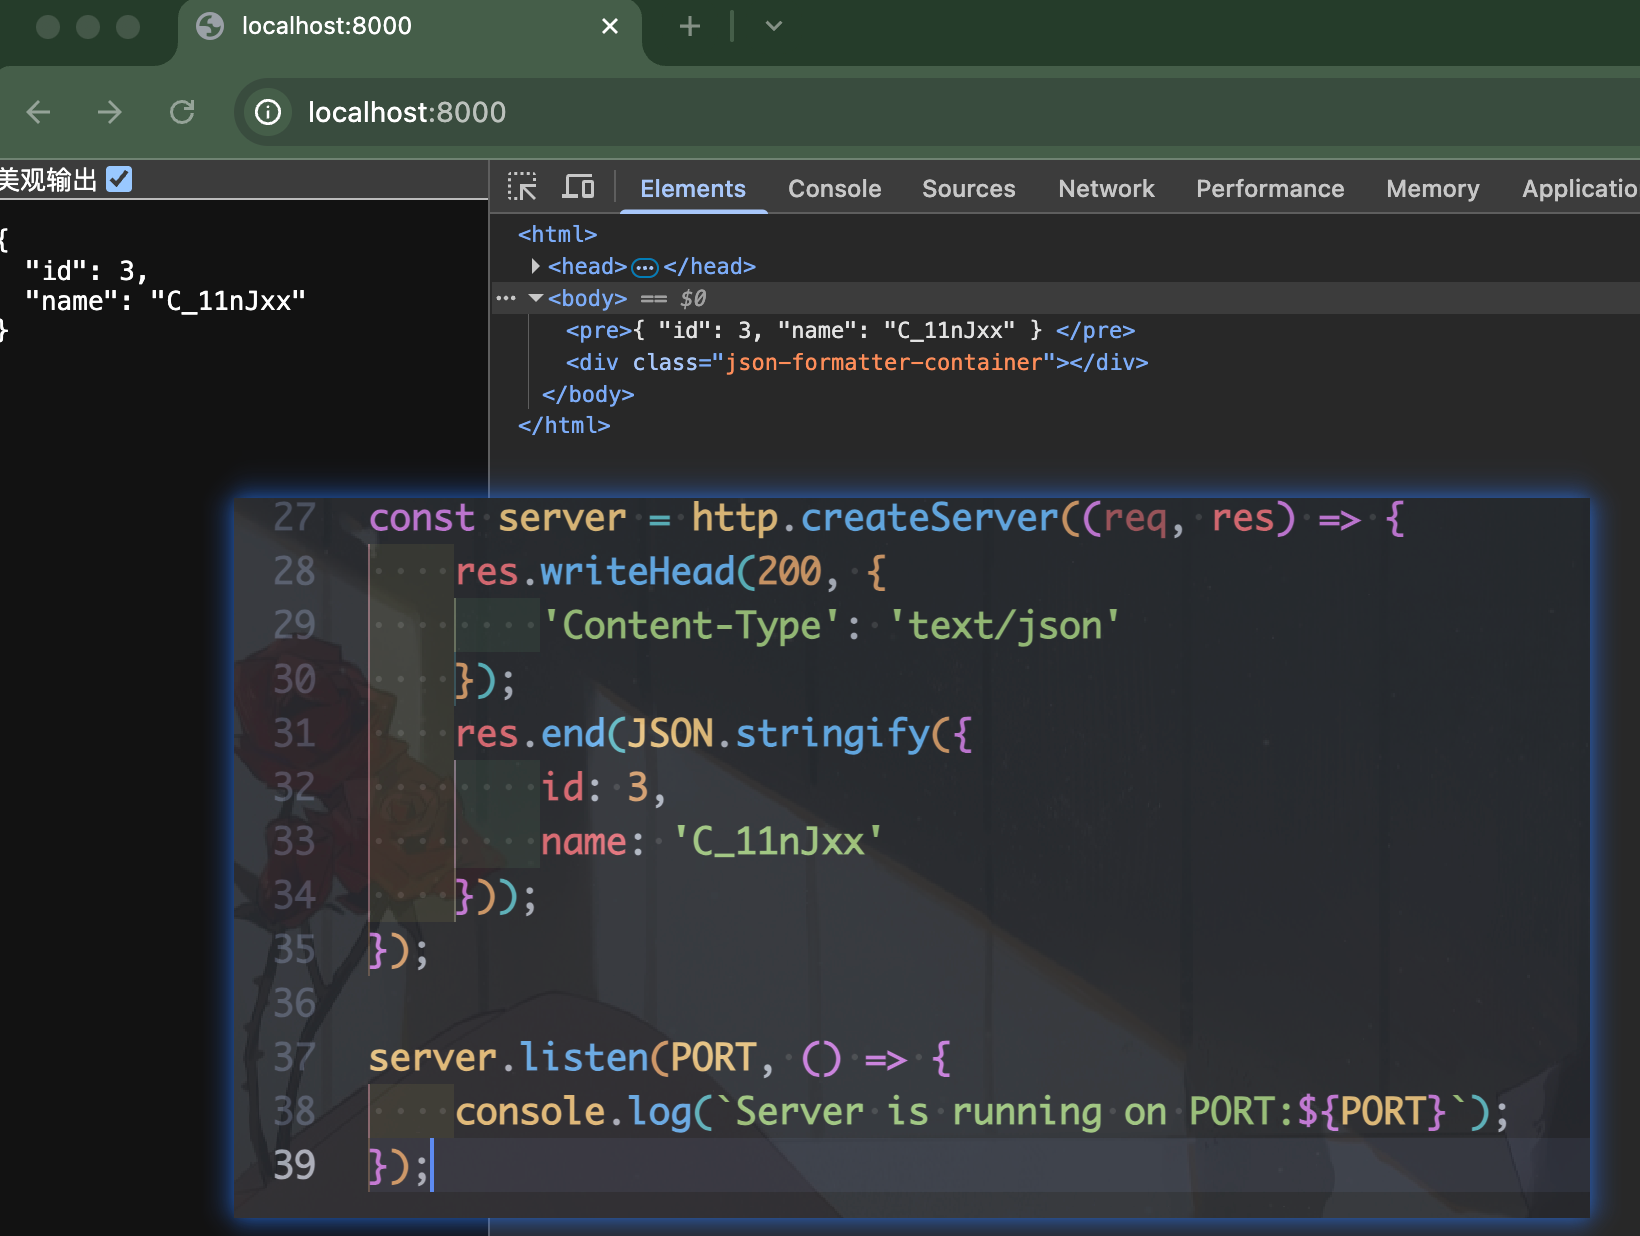 localhost:8000
localhost:8000
美观输出
{
"id": 3,
"name": "C_11nJxx"
}
Elements Console Sources Network Performance Memory Applicatio
<html>
<head>…</head>
… <body> == $0
<pre>{ "id": 3, "name": "C_11nJxx" } </pre>
<div class="json-formatter-container"></div>
</body>
</html>
27 const server = http.createServer((req, res) => {
28 res.writeHead(200, {
29 'Content-Type': 'text/json'
30 });
31 res.end(JSON.stringify({
32 id: 3,
33 name: 'C_11nJxx'
34 }));
35 });
36
37 server.listen(PORT, () => {
38 console.log(`Server is running on PORT:${PORT}`);
39 });